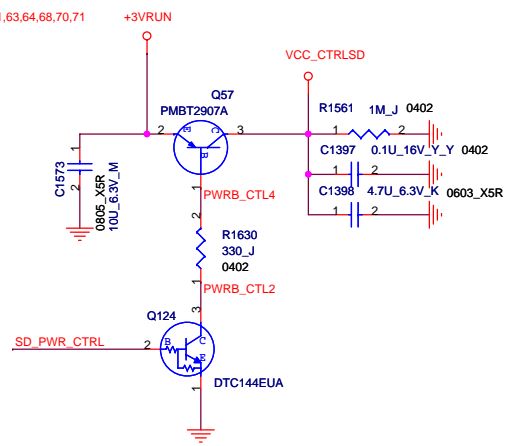 1,63,64,68,70,71
+3VRUN
VCC_CTRLSD
Q57
PMBT2907A
2
E
C
3
B
1
PWRB_CTL4
R1561
1M_J
0402
1
2
C1397
0.1U_16V_Y_Y
0402
1
2
C1398
4.7U_6.3V_K
0603_X5R
1
2
1
2
C1573
0805_X5R
10U_6.3V_M
2
R1630
330_J
0402
1
PWRB_CTL2
Q124
3
SD_PWR_CTRL
2
B
C
E
1
DTC144EUA